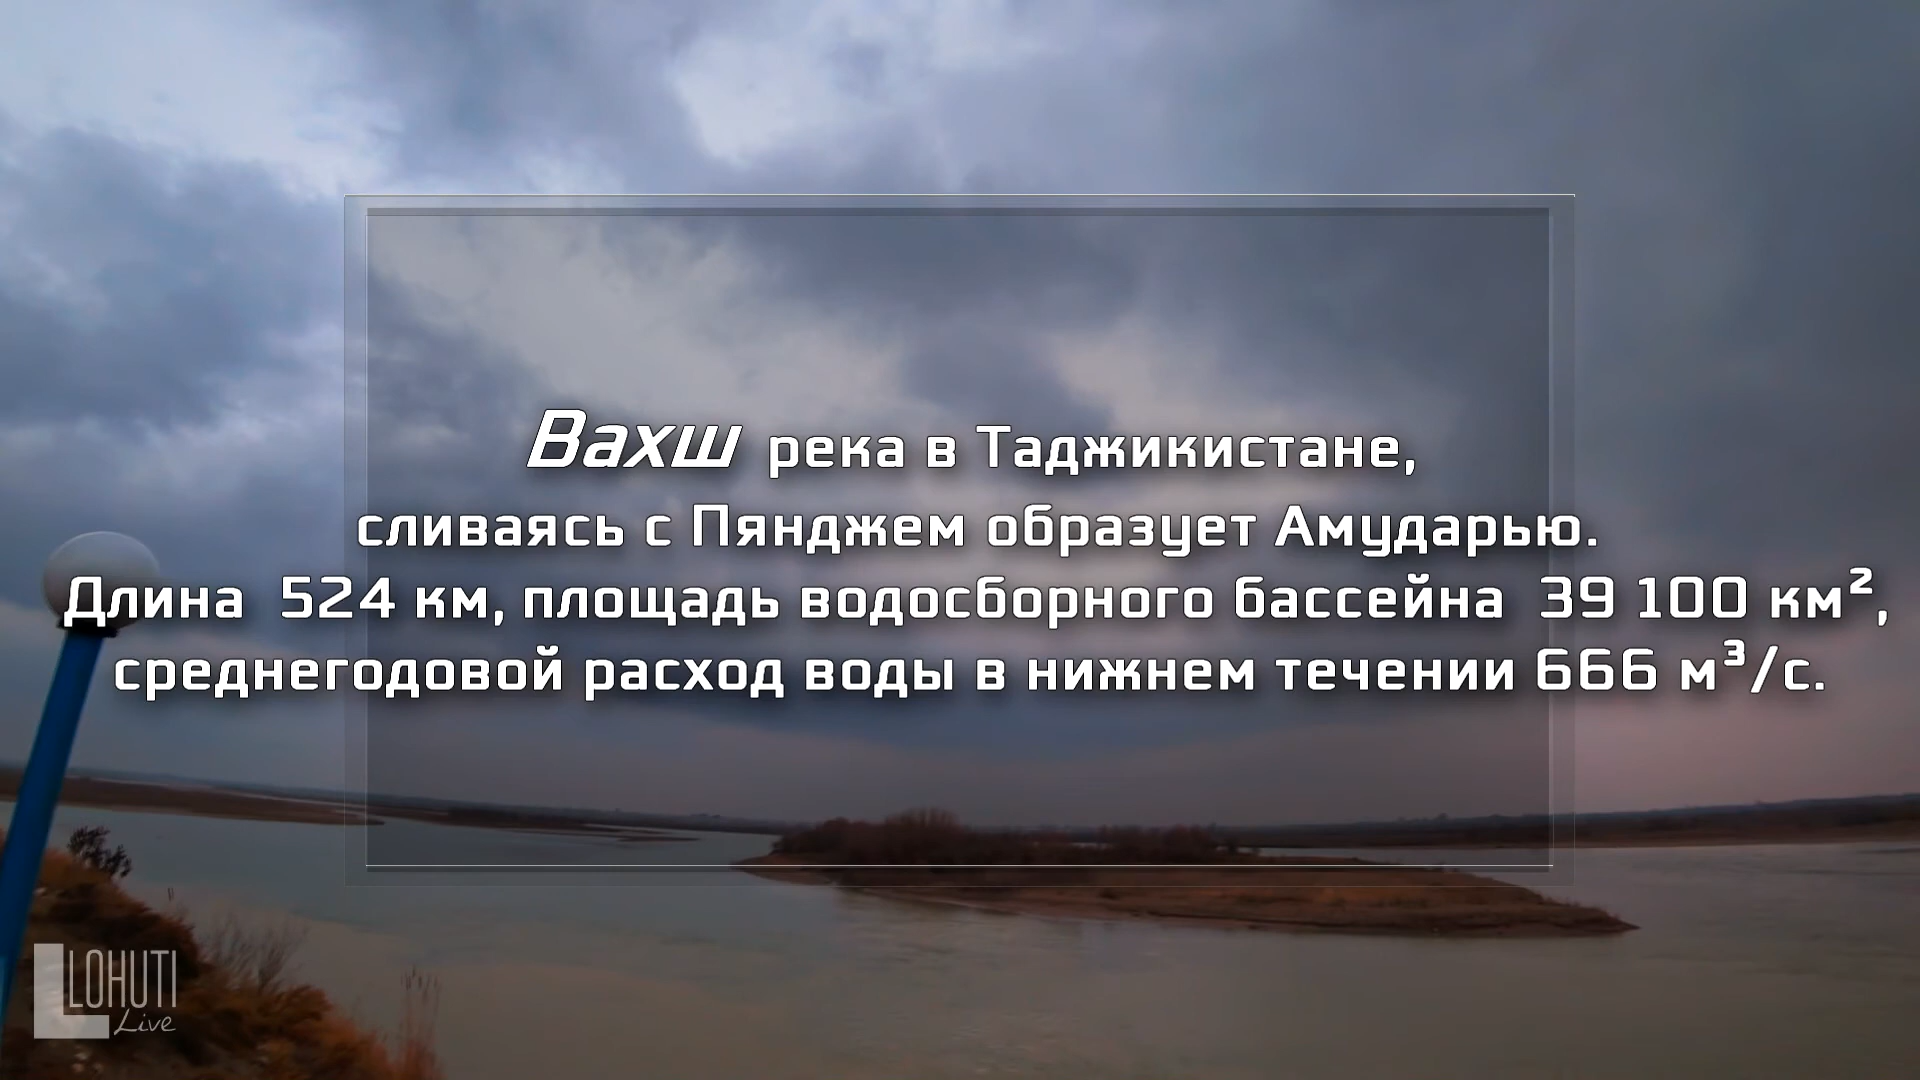 Вахш река в Таджикистане,
сливаясь с Пянджем образует Амударью.
Длина 524 км, площадь водосборного бассейна 39 100 км²,
среднегодовой расход воды в нижнем течении 666 м³/с.
LOHUTI
Live